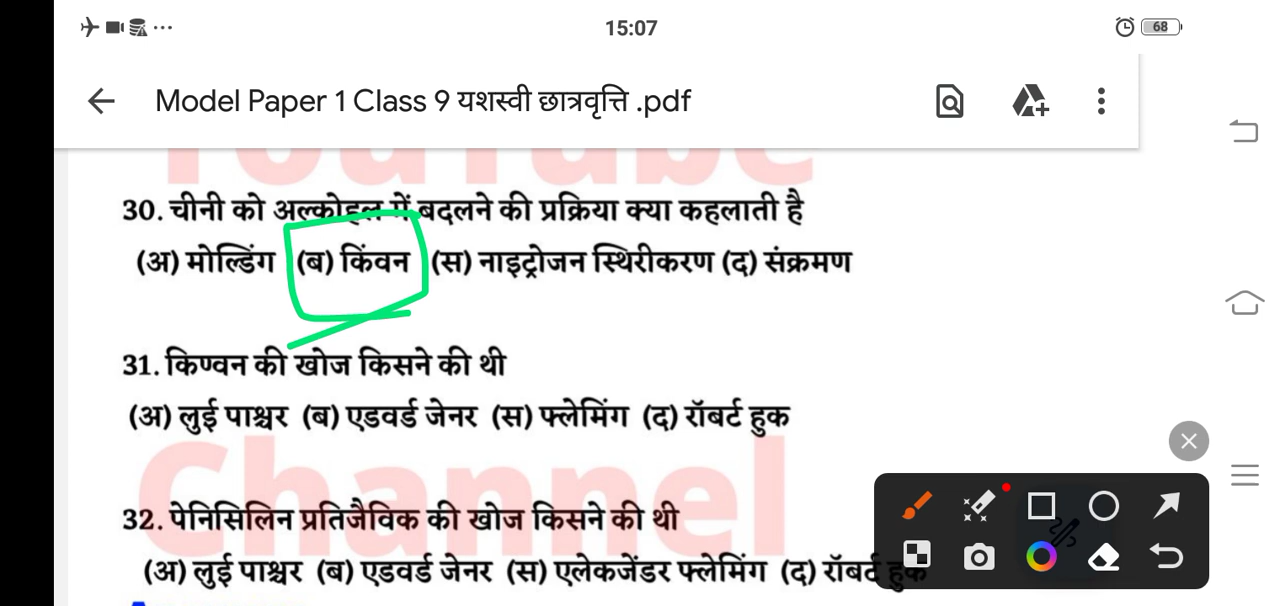 15:07
68
Model Paper 1 Class 9 यशस्वी छात्रवृत्ति .pdf
YouTube
30. चीनी को अल्कोहल में बदलने की प्रक्रिया क्या कहलाती है
(अ) मोल्डिंग (ब) किंवन (स) नाइट्रोजन स्थिरीकरण (द) संक्रमण
31. किण्वन की खोज किसने की थी
(अ) लुई पाश्चर (ब) एडवर्ड जेनर (स) फ्लेमिंग (द) रॉबर्ट हुक
Channel
32. पेनिसिलिन प्रतिजैविक की खोज किसने की थी
(अ) लुई पाश्चर (ब) एडवर्ड जेनर (स) एलेकजेंडर फ्लेमिंग (द) रॉबर्ट हुक